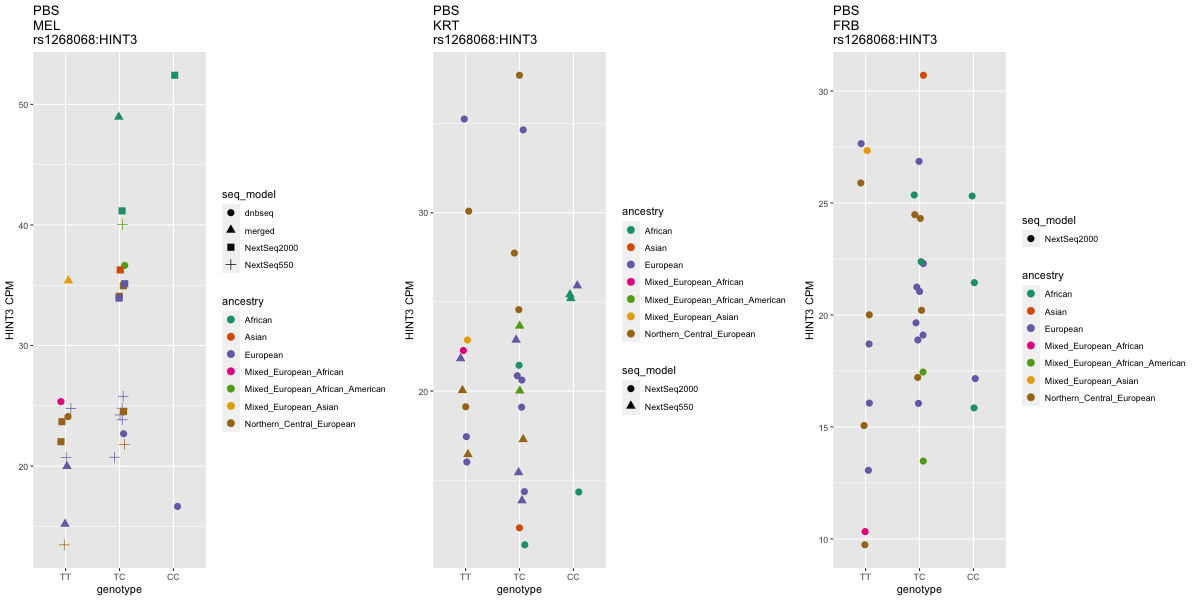 PBS
MEL
rs1268068:HINT3
50
40
30
20
HINT3 CPM
TT
TC
CC
genotype
seq_model
dnbseq
merged
NextSeq2000
NextSeq550
ancestry
African
Asian
European
Mixed_European_African
Mixed_European_African_American
Mixed_European_Asian
Northern_Central_European
PBS
KRT
rs1268068:HINT3
30
20
HINT3 CPM
TT
TC
CC
genotype
ancestry
African
Asian
European
Mixed_European_African
Mixed_European_African_American
Mixed_European_Asian
Northern_Central_European
seq_model
NextSeq2000
NextSeq550
PBS
FRB
rs1268068:HINT3
30
25
20
15
10
HINT3 CPM
TT
TC
CC
genotype
seq_model
NextSeq2000
ancestry
African
Asian
European
Mixed_European_African
Mixed_European_African_American
Mixed_European_Asian
Northern_Central_European